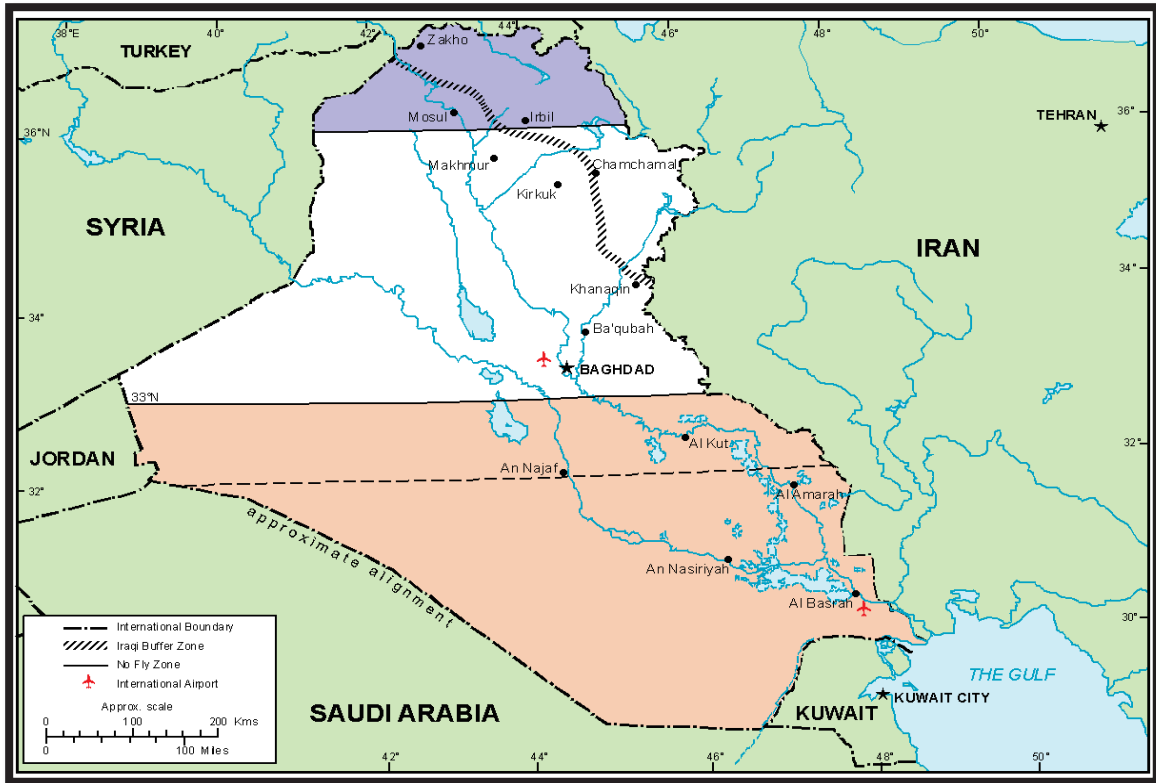 38°E
40°
42°
44°
46°
48°
50°
TURKEY
Zakho
36°
TEHRAN
Mosul
Irbil
36°N
Makhmur
Chamchamal
Kirkuk
SYRIA
IRAN
34°
Khanaqin
34°
Ba'qubah
BAGHDAD
33°N
32°
Al Kut
JORDAN
An Najaf
32°
Al Amarah
approximate alignment
An Nasiriyah
Al Basrah
30°
International Boundary
Iraqi Buffer Zone
No Fly Zone
International Airport
Approx. scale
0 100 200 Kms
0 100 Miles
THE GULF
KUWAIT CITY
SAUDI ARABIA
KUWAIT
42°
44°
46°
48°
50°